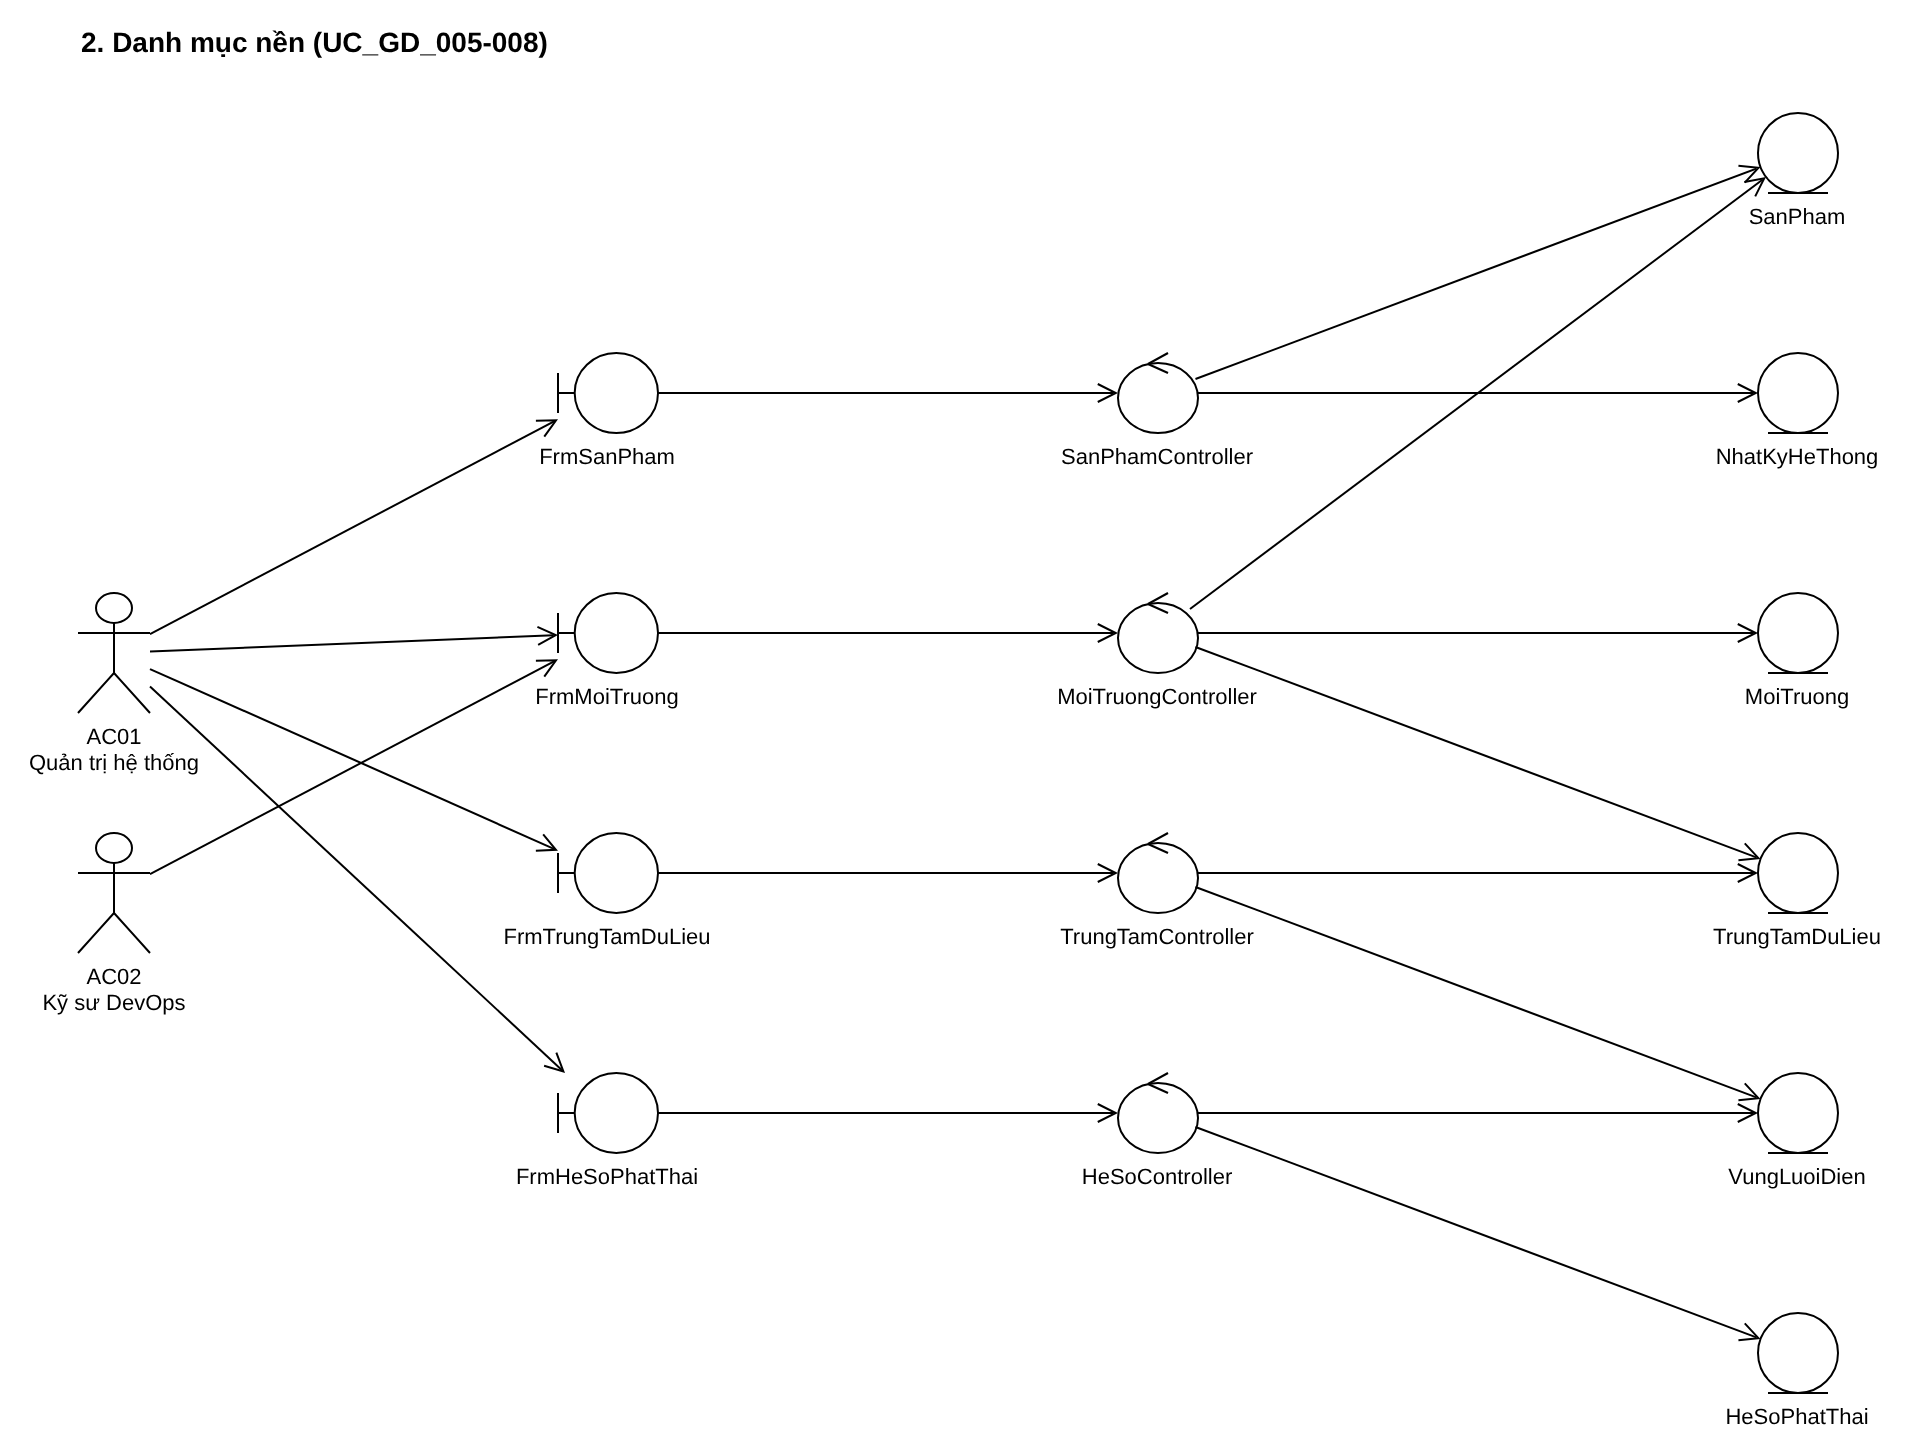 2. Danh mục nền (UC_GD_005-008)
SanPham
FrmSanPham
SanPhamController
NhatKyHeThong
FrmMoiTruong
MoiTruongController
MoiTruong
AC01
Quản trị hệ thống
FrmTrungTamDuLieu
TrungTamController
TrungTamDuLieu
AC02
Kỹ sư DevOps
FrmHeSoPhatThai
HeSoController
VungLuoiDien
HeSoPhatThai